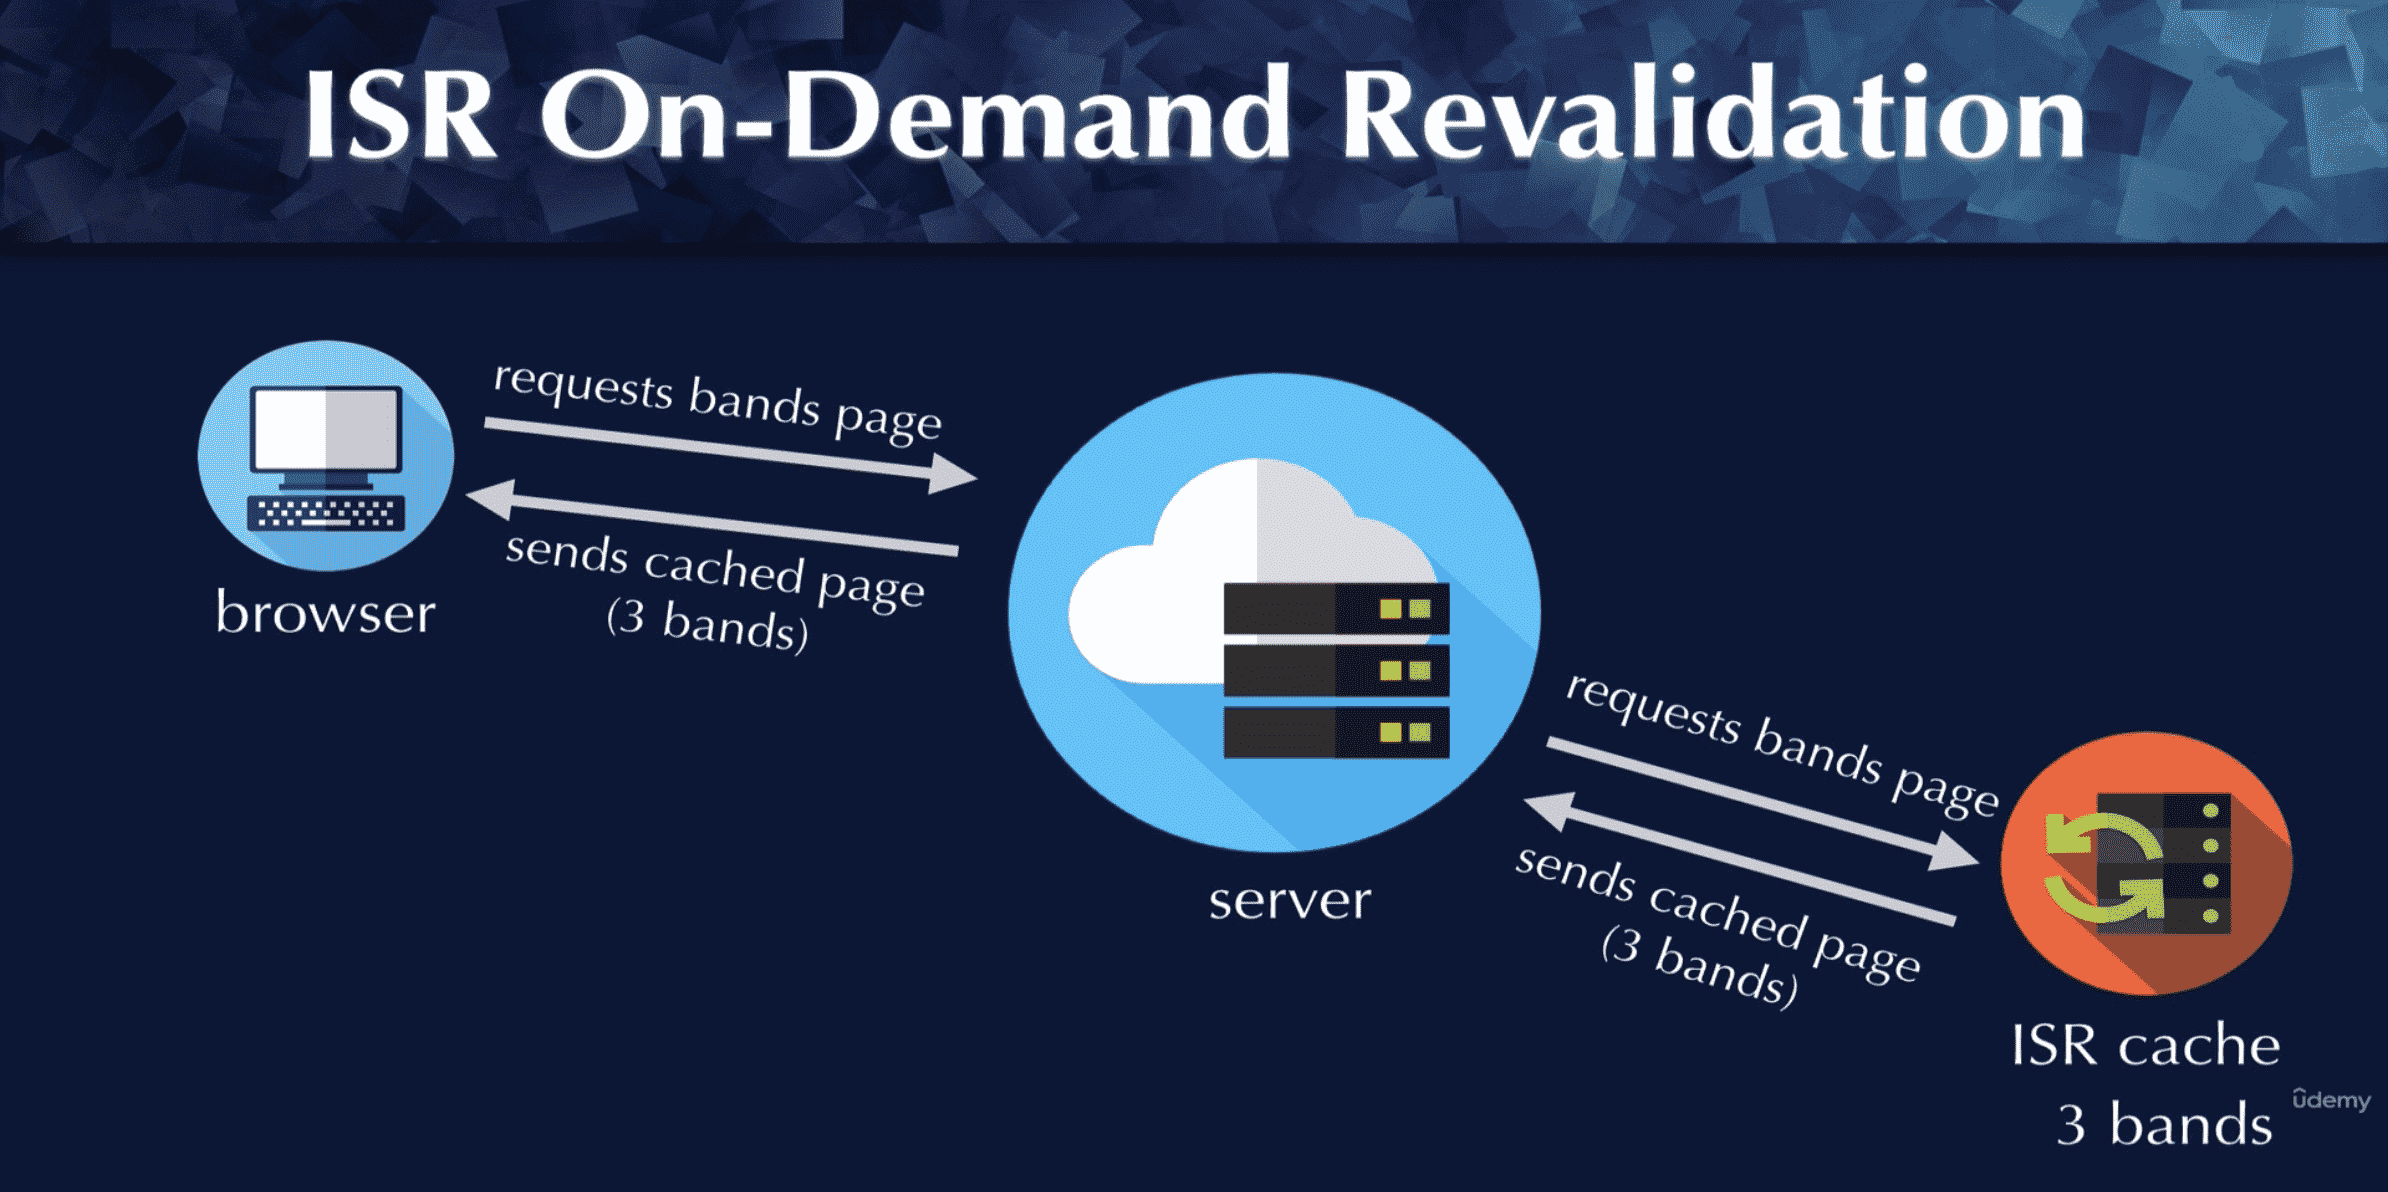 ISR On-Demand Revalidation
requests bands page
sends cached page
(3 bands)
browser
server
requests bands page
sends cached page
(3 bands)
ISR cache
3 bands
ûdemy